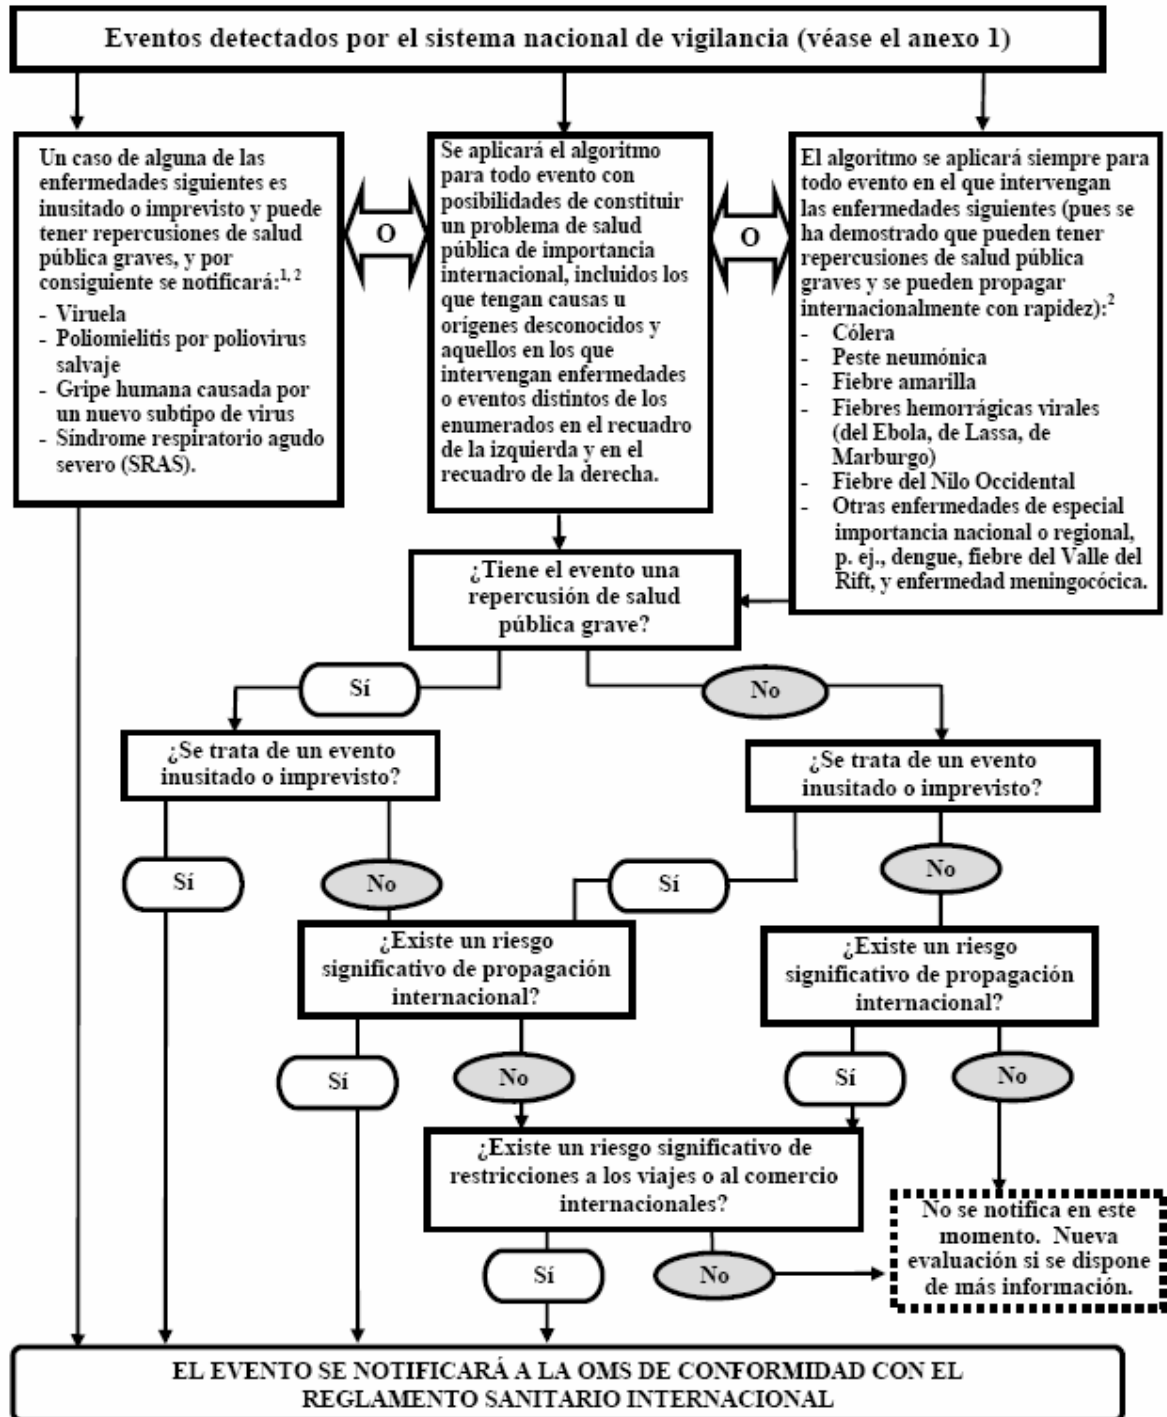 Eventos detectados por el sistema nacional de vigilancia (véase el anexo 1)
Un caso de alguna de las
enfermedades siguientes es
inusitado o imprevisto y puede
tener repercusiones de salud
pública graves, y por
consiguiente se notificará:1, 2
- Viruela
- Poliomielitis por poliovirus
salvaje
- Gripe humana causada por
un nuevo subtipo de virus
- Síndrome respiratorio agudo
severo (SRAS).
O
Se aplicará el algoritmo
para todo evento con
posibilidades de constituir
un problema de salud
pública de importancia
internacional, incluidos los
que tengan causas u
orígenes desconocidos y
aquellos en los que
intervengan enfermedades
o eventos distintos de los
enumerados en el recuadro
de la izquierda y en el
recuadro de la derecha.
O
El algoritmo se aplicará siempre para
todo evento en el que intervengan
las enfermedades siguientes (pues se
ha demostrado que pueden tener
repercusiones de salud pública
graves y se pueden propagar
internacionalmente con rapidez):2
- Cólera
- Peste neumónica
- Fiebre amarilla
- Fiebres hemorrágicas virales
(del Ebola, de Lassa, de
Marburgo)
- Fiebre del Nilo Occidental
- Otras enfermedades de especial
importancia nacional o regional,
p. ej., dengue, fiebre del Valle del
Rift, y enfermedad meningocócica.
¿Tiene el evento una
repercusión de salud
pública grave?
Sí
No
¿Se trata de un evento
inusitado o imprevisto?
¿Se trata de un evento
inusitado o imprevisto?
Sí
No
Sí
No
¿Existe un riesgo
significativo de propagación
internacional?
¿Existe un riesgo
significativo de propagación
internacional?
Sí
No
Sí
No
¿Existe un riesgo significativo de
restricciones a los viajes o al comercio
internacionales?
No se notifica en este
momento. Nueva
evaluación si se dispone
de más información.
Sí
No
EL EVENTO SE NOTIFICARÁ A LA OMS DE CONFORMIDAD CON EL
REGLAMENTO SANITARIO INTERNACIONAL